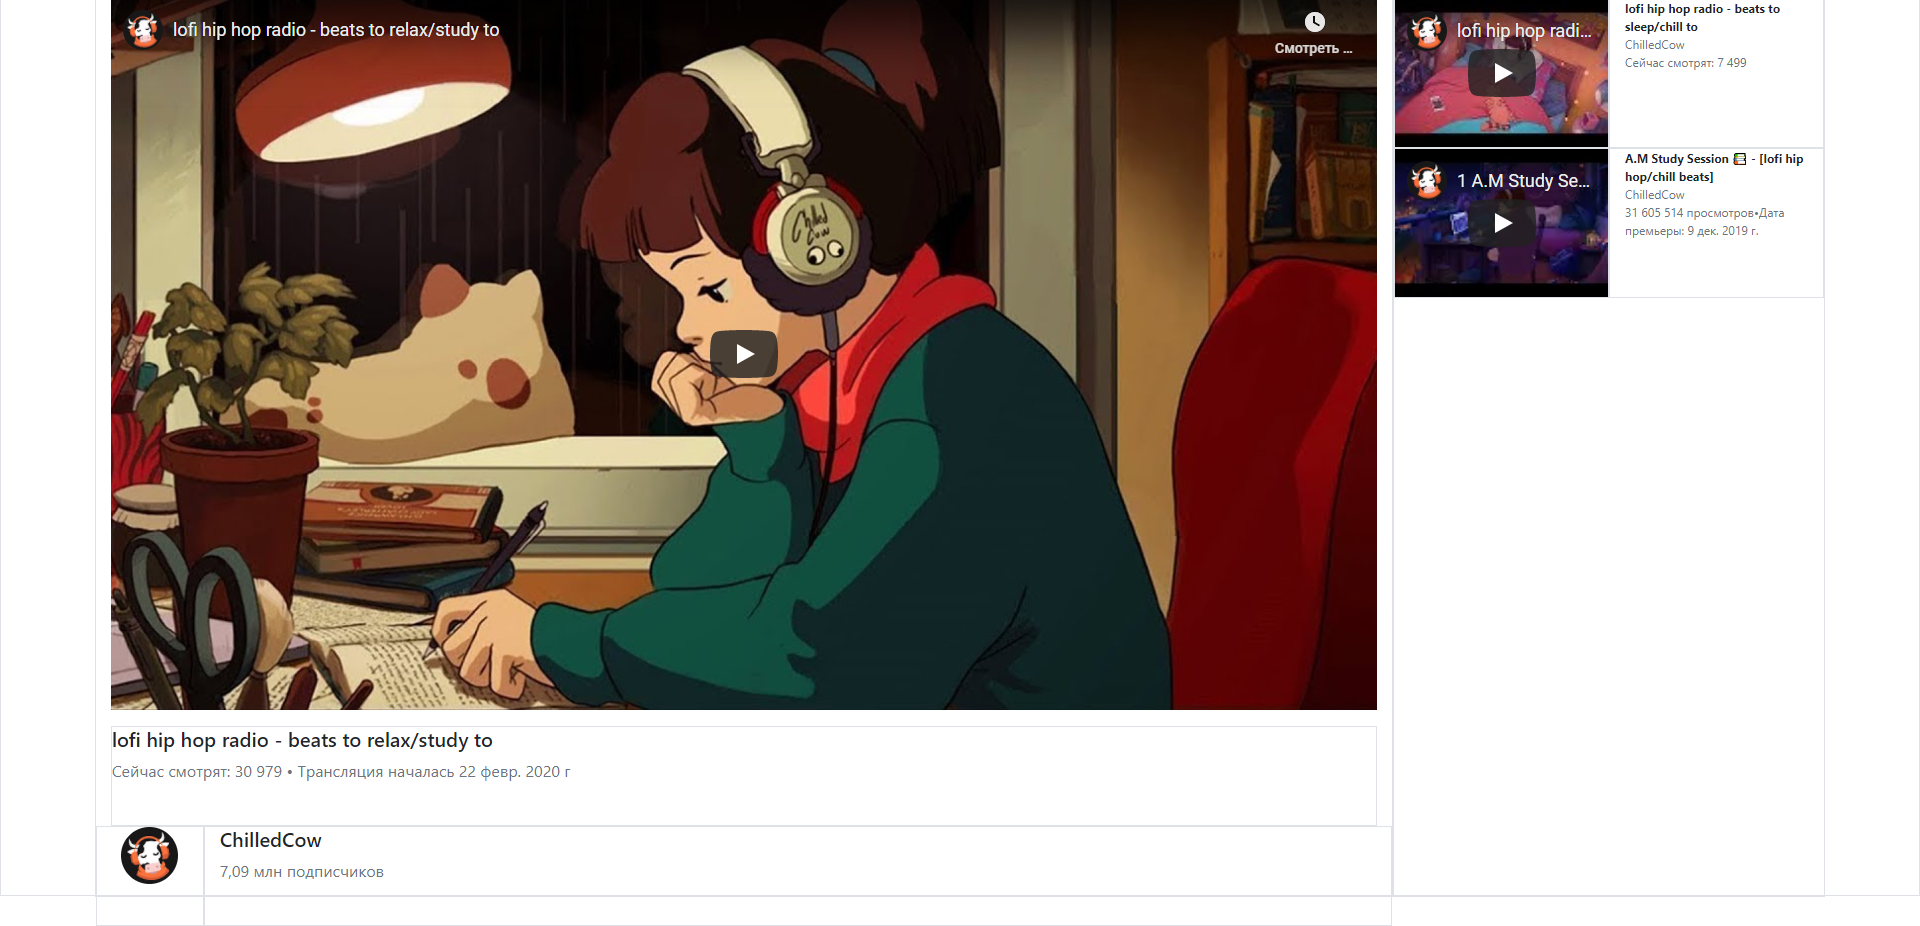 lofi hip hop radio - beats to relax/study to
Смотреть ...
Chilled
Cow
lofi hip hop radio - beats to relax/study to
Сейчас смотрят: 30 979 • Трансляция началась 22 февр. 2020 г
ChilledCow
7,09 млн подписчиков
lofi hip hop radi...
lofi hip hop radio - beats to
sleep/chill to
ChilledCow
Сейчас смотрят: 7 499
1 A.M Study Se...
A.M Study Session 📚 - [lofi hip
hop/chill beats]
ChilledCow
31 605 514 просмотров•Дата
премьеры: 9 дек. 2019 г.